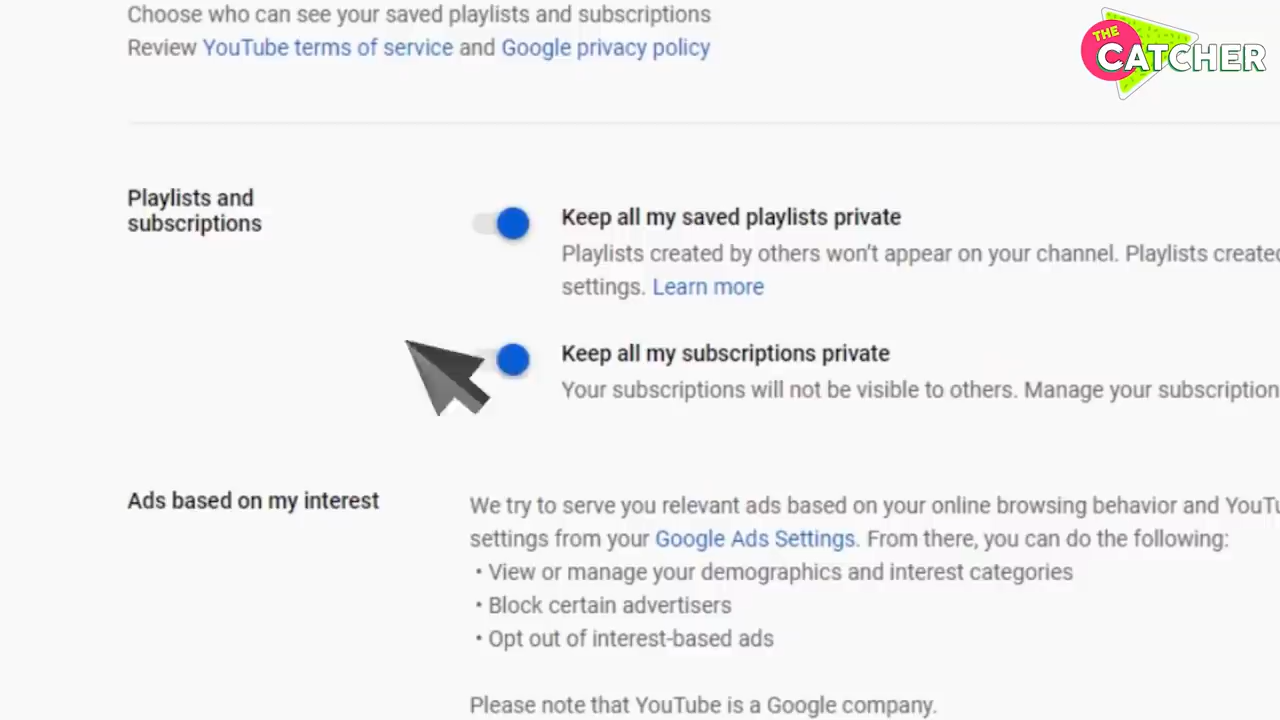 Choose who can see your saved playlists and subscriptions
Review YouTube terms of service and Google privacy policy
THE
CATCHER
Playlists and
subscriptions
Keep all my saved playlists private
Playlists created by others won't appear on your channel. Playlists created
settings. Learn more
Keep all my subscriptions private
Your subscriptions will not be visible to others. Manage your subscription
Ads based on my interest
We try to serve you relevant ads based on your online browsing behavior and YouTu
settings from your Google Ads Settings. From there, you can do the following:
• View or manage your demographics and interest categories
• Block certain advertisers
• Opt out of interest-based ads
Please note that YouTube is a Google company.